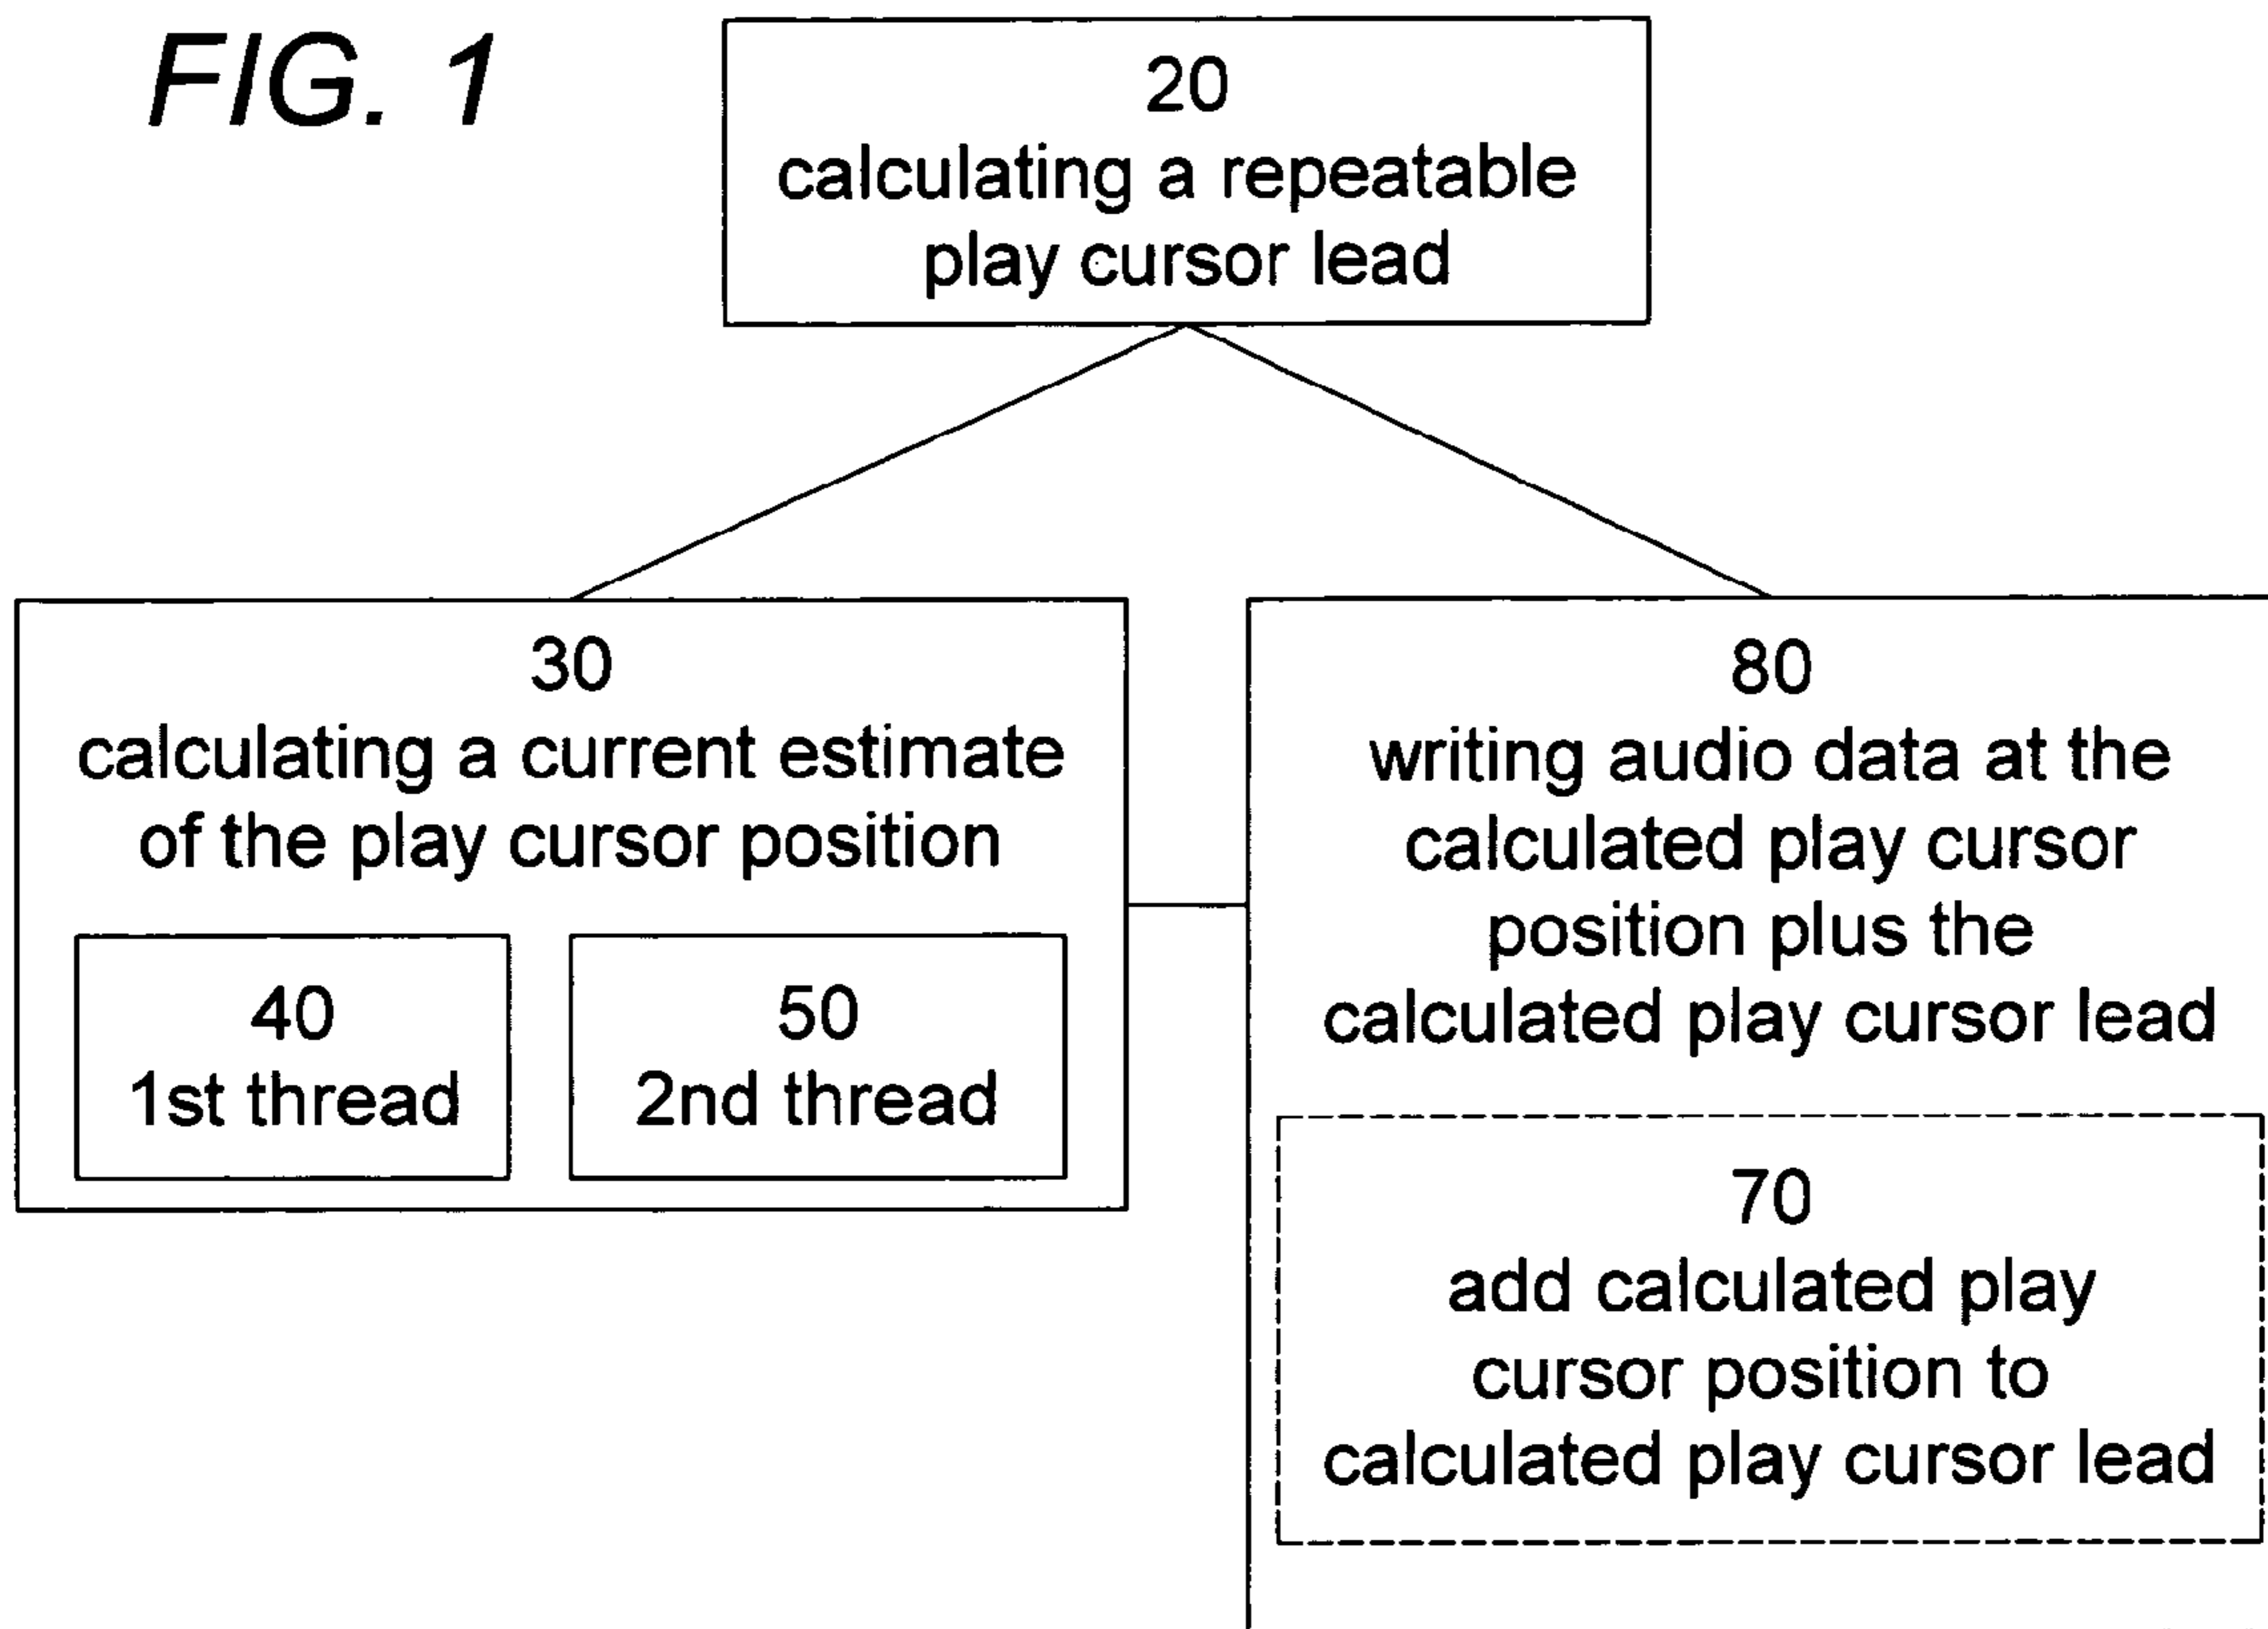 FIG. 1
20
calculating a repeatable
play cursor lead
30
calculating a current estimate
of the play cursor position
40
1st thread
50
2nd thread
80
writing audio data at the
calculated play cursor
position plus the
calculated play cursor lead
70
add calculated play
cursor position to
calculated play cursor lead